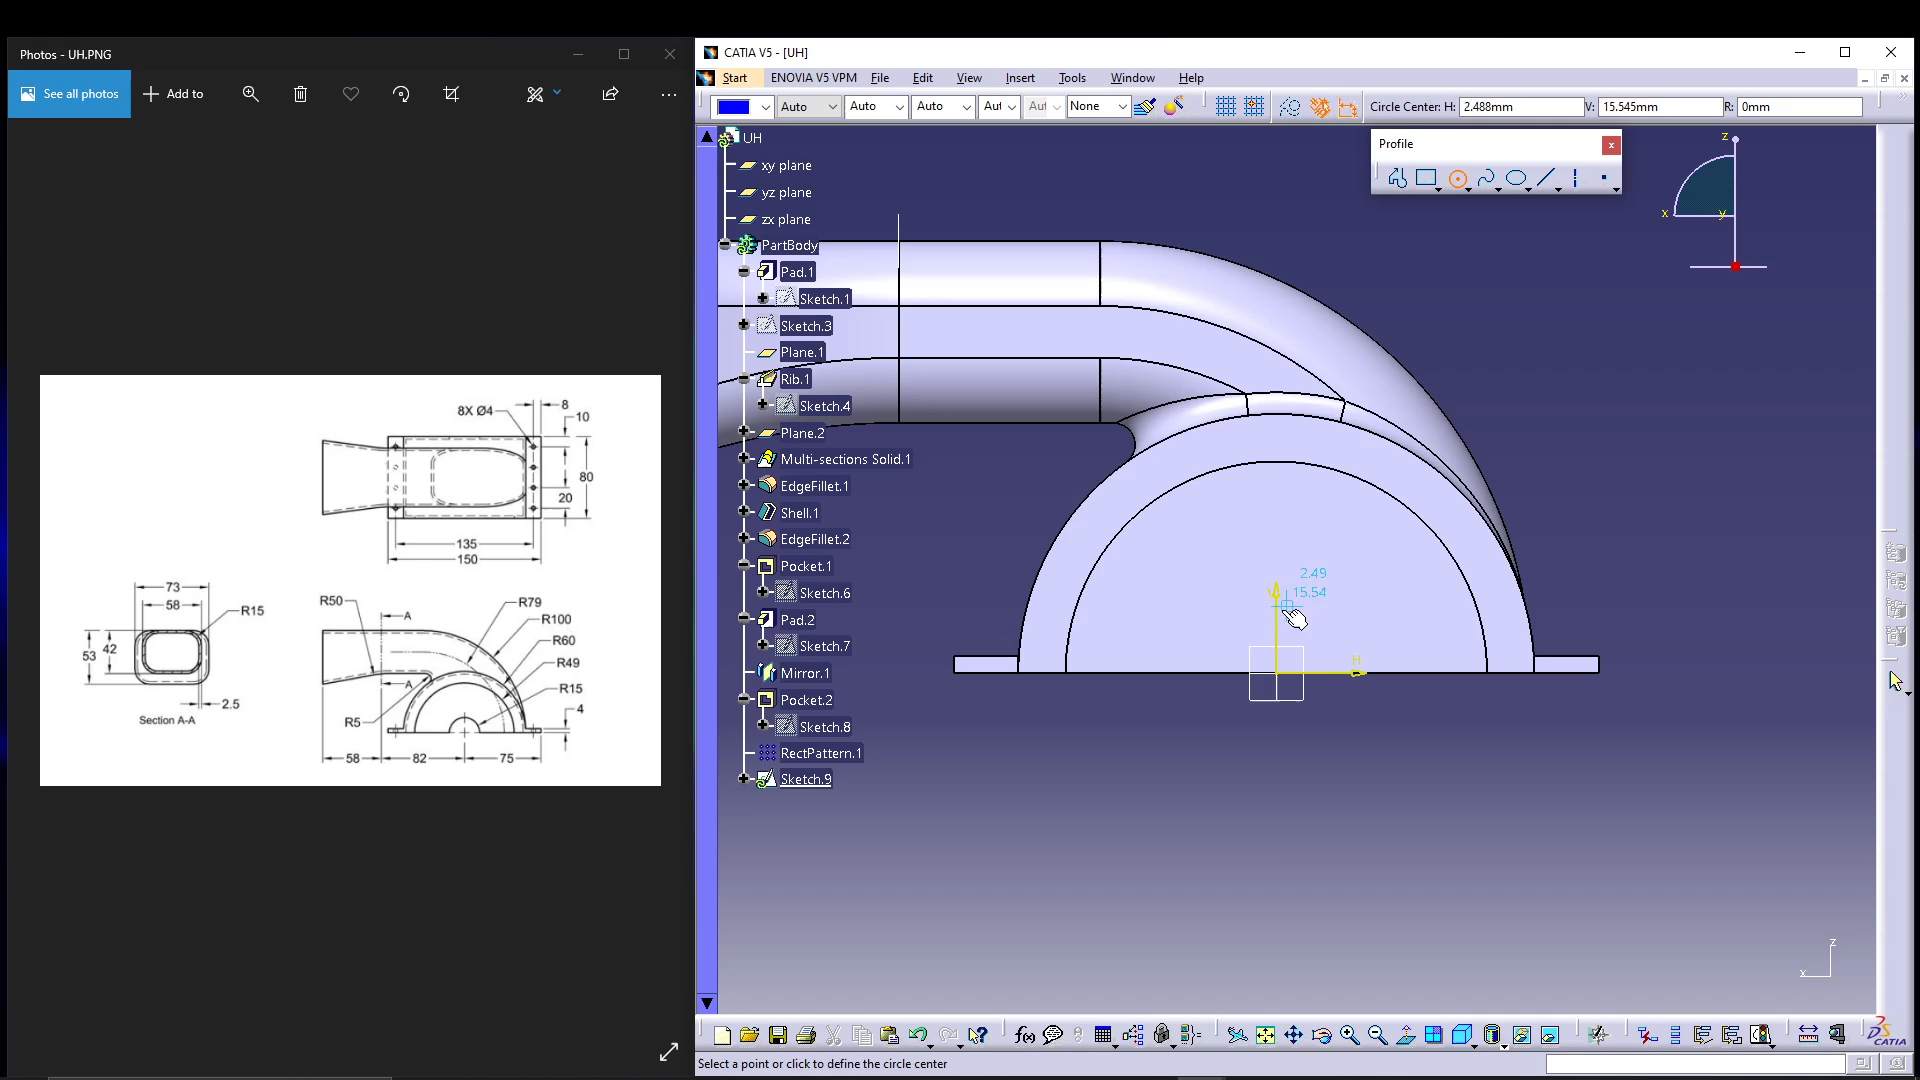 Photos - UH.PNG
See all photos
Add to
8X Ø4
8
10
80
20
135
150
73
58
R15
53
42
2.5
Section A-A
R50
A
R79
R100
R60
R49
R15
4
A
R5
58
82
75
CATIA V5 - [UH]
Start
ENOVIA V5 VPM
File
Edit
View
Insert
Tools
Window
Help
Auto
Auto
Auto
Aut
Aut
None
Circle Center: H:
2.488mm
V:
15.545mm
R:
0mm
Profile
UH
xy plane
yz plane
zx plane
PartBody
Pad.1
Sketch.1
Sketch.3
Plane.1
Rib.1
Sketch.4
Plane.2
Multi-sections Solid.1
EdgeFillet.1
Shell.1
EdgeFillet.2
Pocket.1
Sketch.6
Pad.2
Sketch.7
Mirror.1
Pocket.2
Sketch.8
RectPattern.1
Sketch.9
z
x
y
2.49
15.54
H
z
x
f(x)
CATIA
Select a point or click to define the circle center